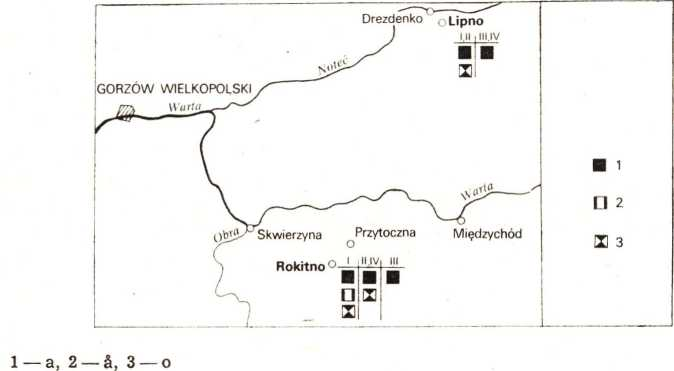 Drezdenko
Lipno
I,II III,IV
Noteć
GORZÓW WIELKOPOLSKI
Warta
1
Warta
2
Obra
Skwierzyna
Przytoczna
Międzychód
3
Rokitno
I II,IV III
1 — a, 2 — å, 3 — o